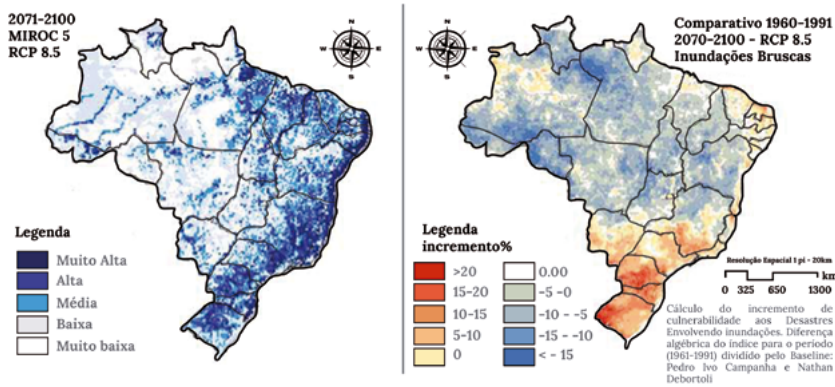 2071-2100
MIROC 5
RCP 8.5
N
W
E
S
Legenda
Muito Alta
Alta
Média
Baixa
Muito baixa
N
W
E
S
Comparativo 1960-1991
2070-2100 - RCP 8.5
Inundações Bruscas
Legenda
incremento%
>20
15-20
10-15
5-10
0
0.00
-5 -0
-10 - -5
-15 - -10
< - 15
Resolução Espacial 1 pi - 20km
km
0 325 650 1300
Cálculo do incremento de
culnerabilidade aos Desastres
Envolvendo inundações. Diferença
algébrica do índice para o período
(1961-1991) dividido pelo Baseline:
Pedro Ivo Campanha e Nathan
Debortoli